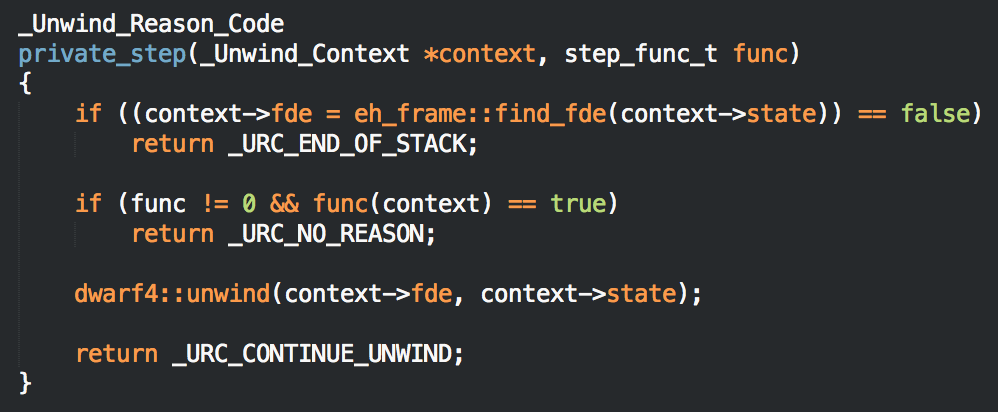 _Unwind_Reason_Code
private_step(_Unwind_Context *context, step_func_t func)
{
    if ((context->fde = eh_frame::find_fde(context->state)) == false)
        return _URC_END_OF_STACK;

    if (func != 0 && func(context) == true)
        return _URC_NO_REASON;

    dwarf4::unwind(context->fde, context->state);

    return _URC_CONTINUE_UNWIND;
}